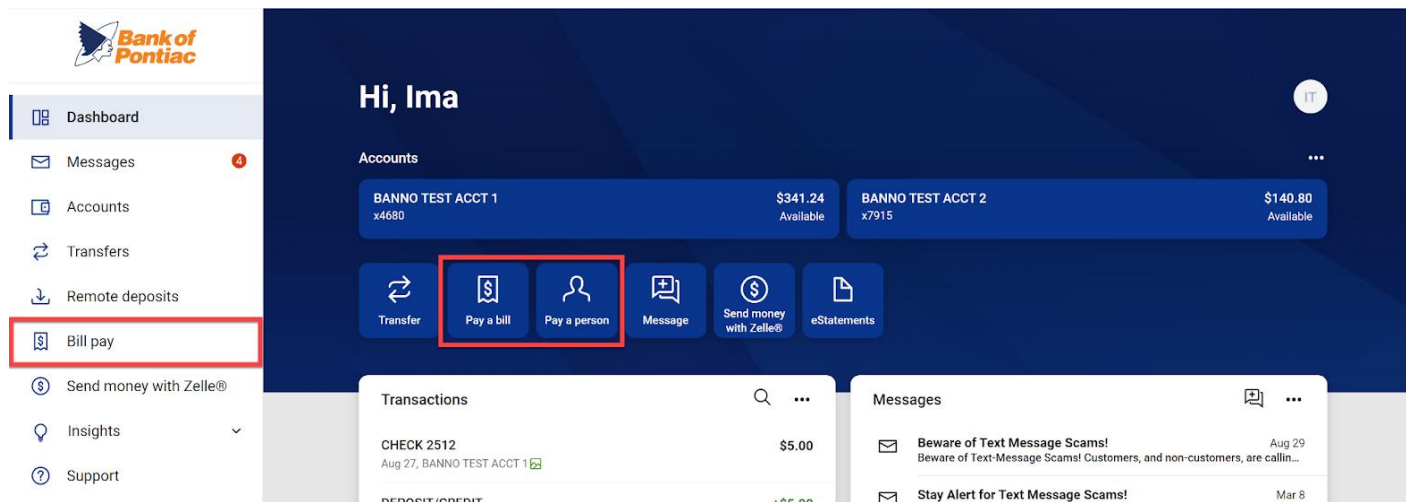 Bank of
Pontiac
Dashboard
Messages 4
Accounts
Transfers
Remote deposits
Bill pay
Send money with Zelle®
Insights
Support
Hi, Ima
IT
Accounts
BANNO TEST ACCT 1 $341.24
x4680 Available
BANNO TEST ACCT 2 $140.80
x7915 Available
Transfer
Pay a bill
Pay a person
Message
Send money
with Zelle®
eStatements
Transactions
CHECK 2512 $5.00
Aug 27, BANNO TEST ACCT 1
DEPOSIT/CREDIT +$5.00
Messages
Beware of Text Message Scams! Aug 29
Beware of Text-Message Scams! Customers, and non-customers, are callin...
Stay Alert for Text Message Scams! Mar 8